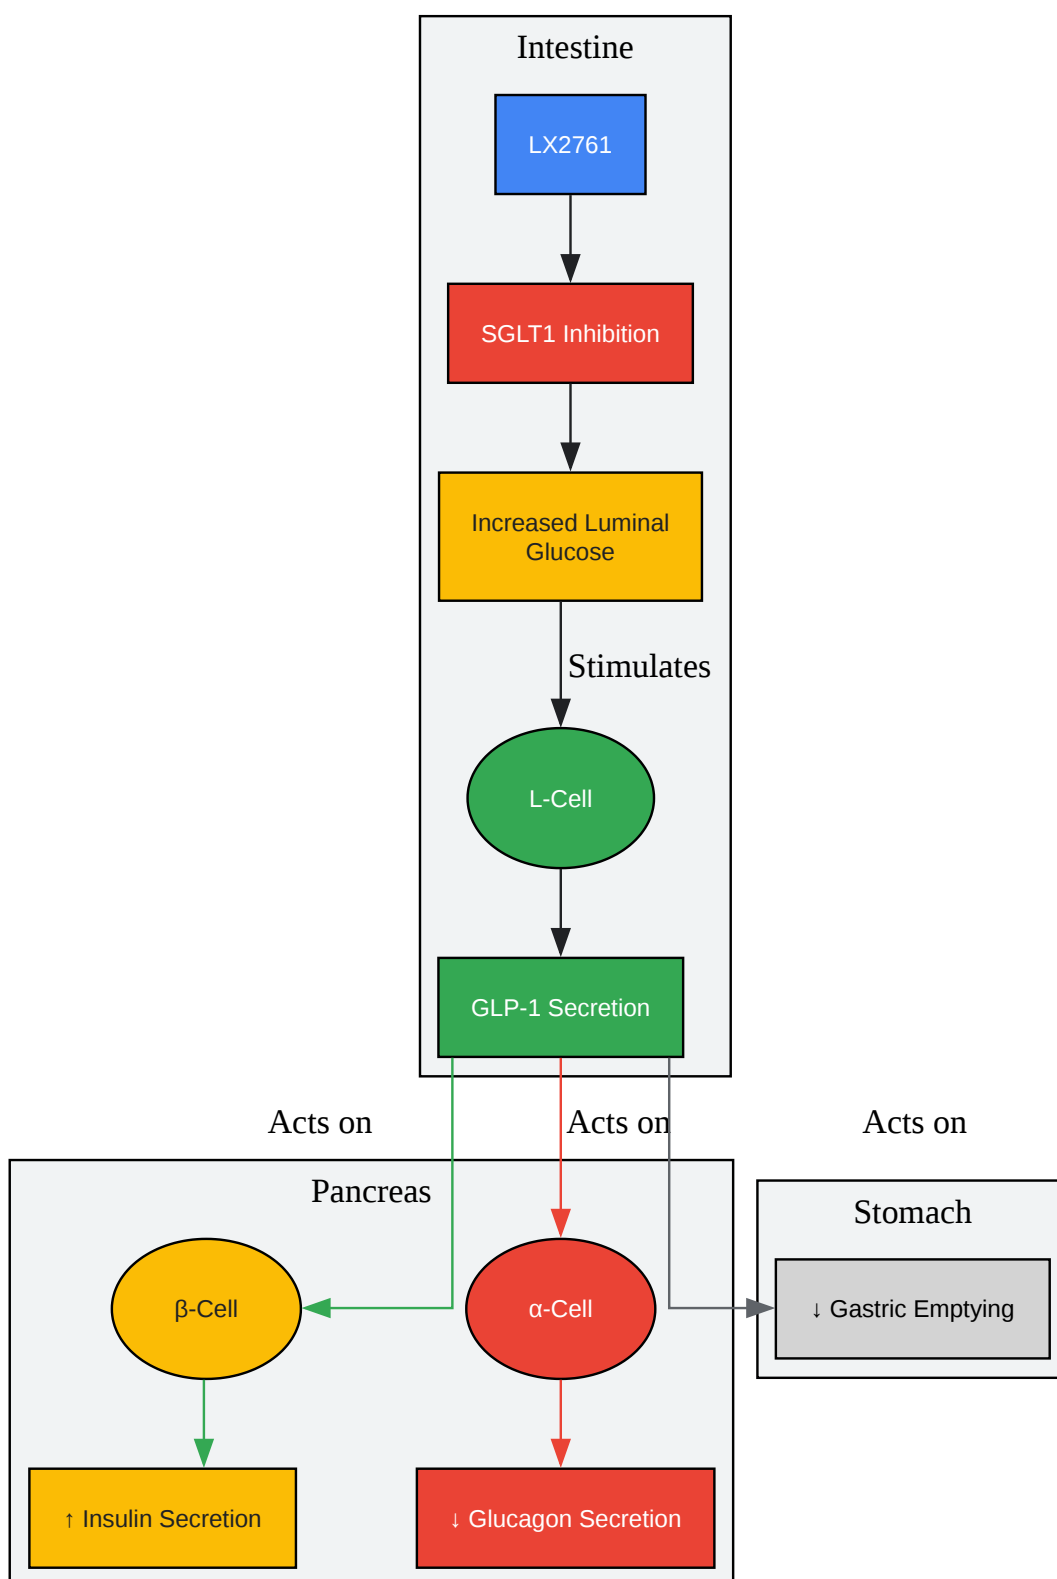 Intestine
LX2761
SGLT1 Inhibition
Increased Luminal
Glucose
Stimulates
L-Cell
GLP-1 Secretion
Acts on
Acts on
Acts on
Pancreas
Stomach
β-Cell
α-Cell
↓ Gastric Emptying
↑ Insulin Secretion
↓ Glucagon Secretion